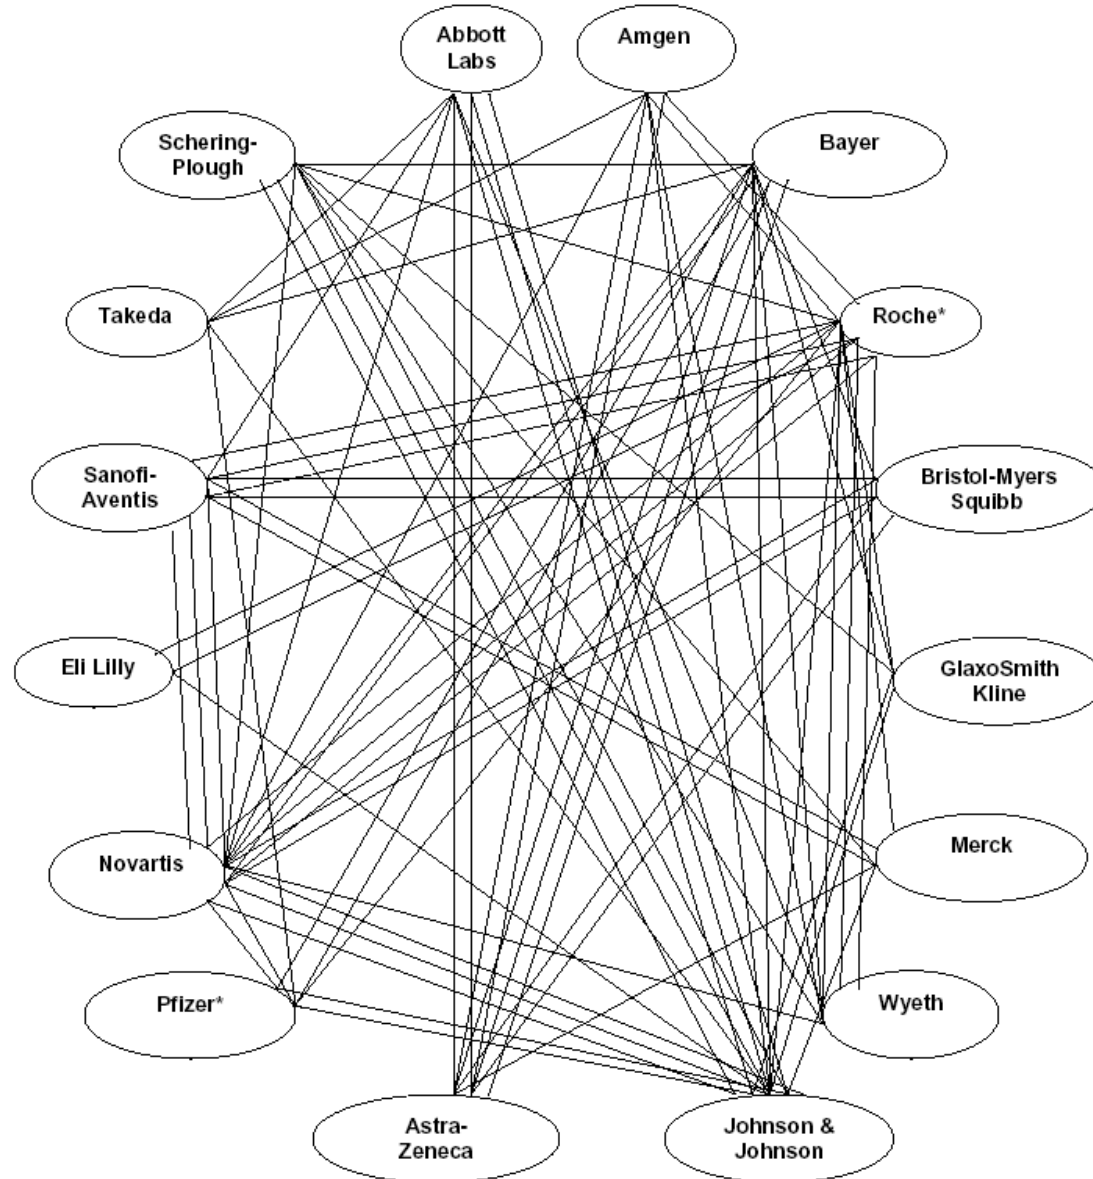 Abbott
Labs
Amgen
Schering-
Plough
Bayer
Takeda
Roche*
Sanofi-
Aventis
Bristol-Myers
Squibb
Eli Lilly
GlaxoSmith
Kline
Novartis
Merck
Pfizer*
Wyeth
Astra-
Zeneca
Johnson &
Johnson